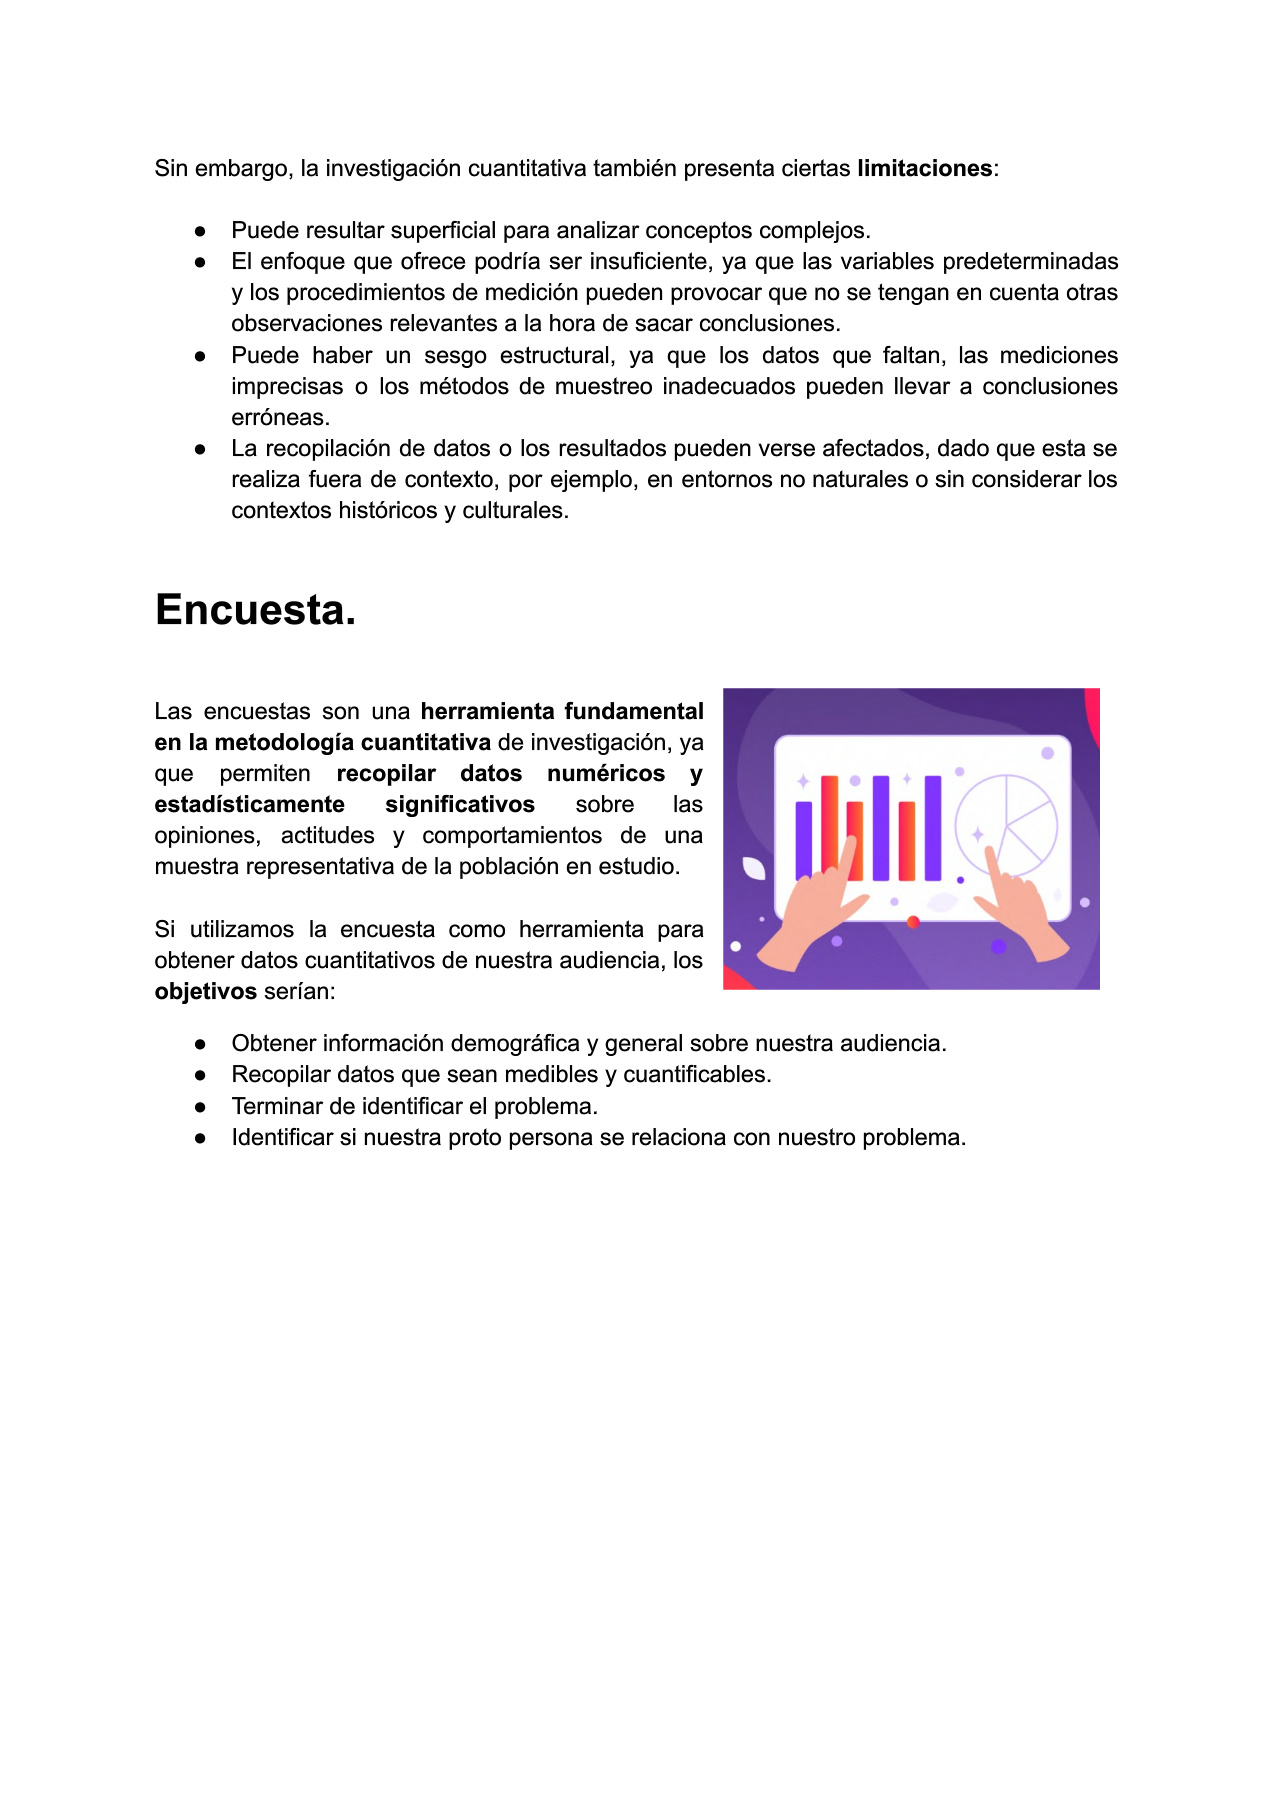 Sin embargo, la investigación cuantitativa también presenta ciertas limitaciones:
● Puede resultar superficial para analizar conceptos complejos.
● El enfoque que ofrece podría ser insuficiente, ya que las variables predeterminadas
y los procedimientos de medición pueden provocar que no se tengan en cuenta otras
observaciones relevantes a la hora de sacar conclusiones.
● Puede haber un sesgo estructural, ya que los datos que faltan, las mediciones
imprecisas o los métodos de muestreo inadecuados pueden llevar a conclusiones
erróneas.
● La recopilación de datos o los resultados pueden verse afectados, dado que esta se
realiza fuera de contexto, por ejemplo, en entornos no naturales o sin considerar los
contextos históricos y culturales.
Encuesta.
Las encuestas son una herramienta fundamental
en la metodología cuantitativa de investigación, ya
que permiten recopilar datos numéricos y
estadísticamente significativos sobre las
opiniones, actitudes y comportamientos de una
muestra representativa de la población en estudio.
Si utilizamos la encuesta como herramienta para
obtener datos cuantitativos de nuestra audiencia, los
objetivos serían:
● Obtener información demográfica y general sobre nuestra audiencia.
● Recopilar datos que sean medibles y cuantificables.
● Terminar de identificar el problema.
● Identificar si nuestra proto persona se relaciona con nuestro problema.